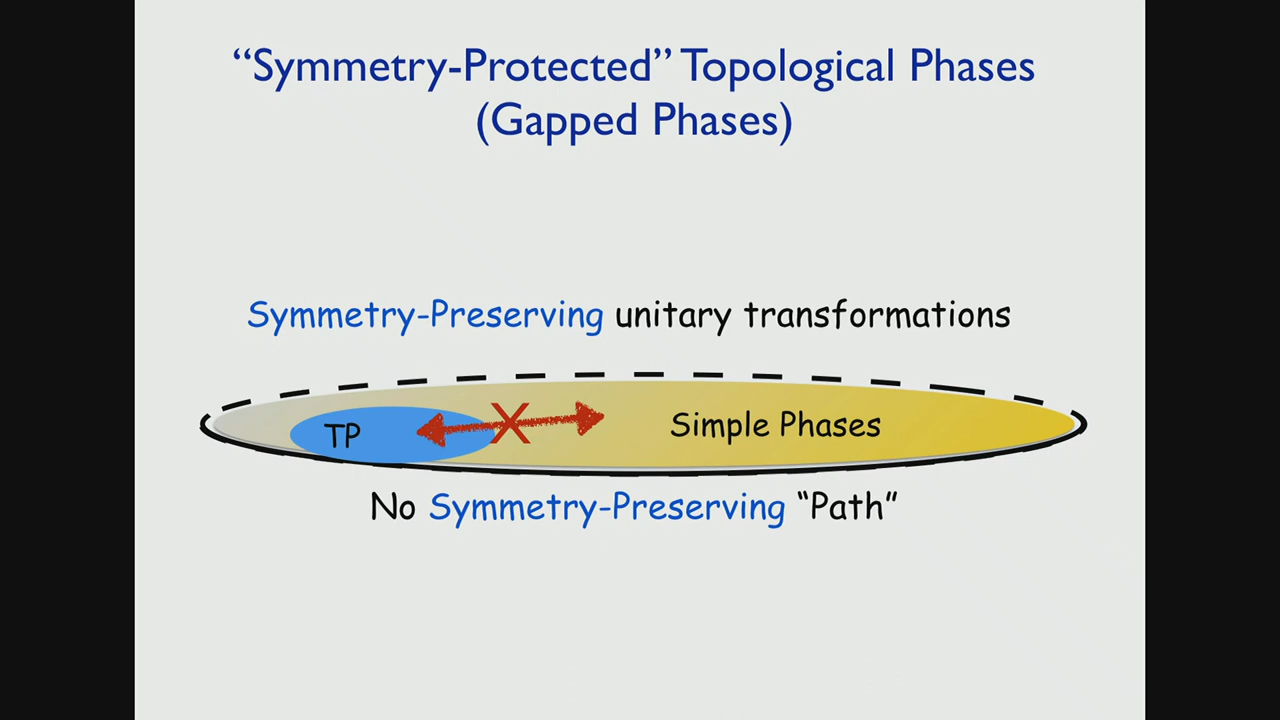 “Symmetry-Protected” Topological Phases
(Gapped Phases)
Symmetry-Preserving unitary transformations
TP
Simple Phases
No Symmetry-Preserving “Path”